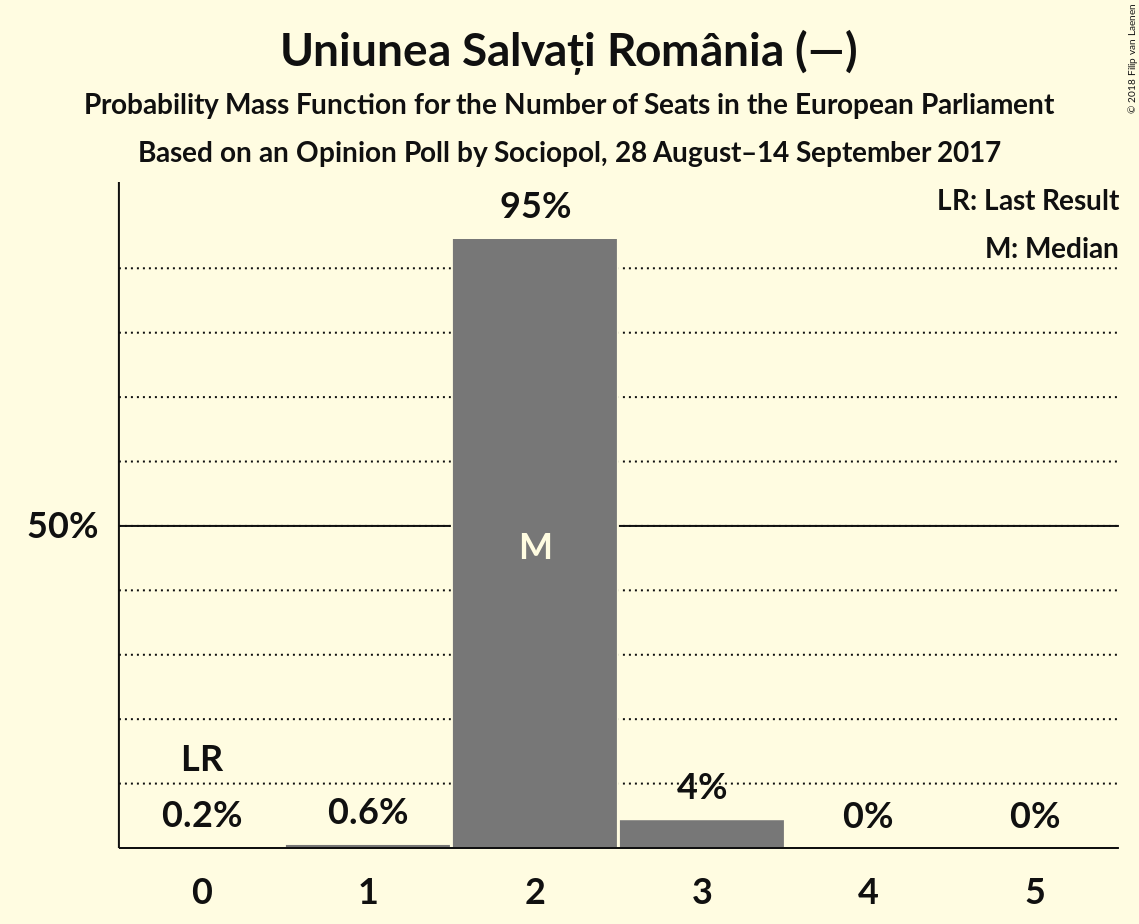 Uniunea Salvați România (—)
Probability Mass Function for the Number of Seats in the European Parliament
Based on an Opinion Poll by Sociopol, 28 August–14 September 2017
© 2018 Filip van Laenen
LR: Last Result
M: Median
95%
50%
M
LR
0.2%
0.6%
4%
0%
0%
0 1 2 3 4 5